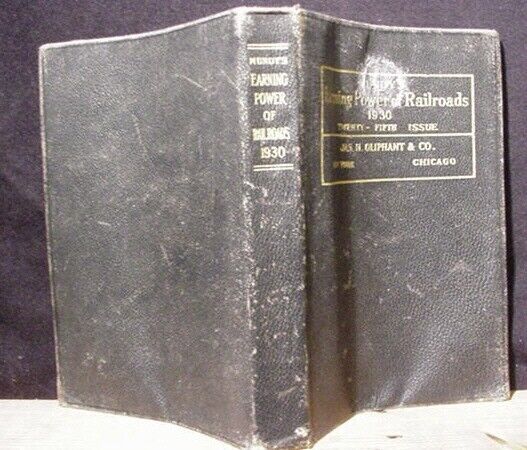 MUNDY'S
EARNING
POWER
OF
RAILROADS
1930
Earning Power of Railroads
1930
TWENTY - FIFTH ISSUE
JAS. H. OLIPHANT & CO.
CHICAGO